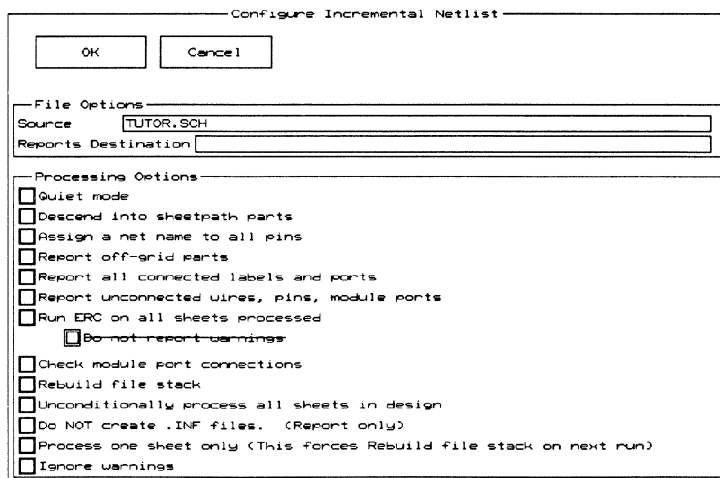 Configure Incremental Netlist
OK
Cancel
File Options
Source TUTOR.SCH
Reports Destination
Processing Options
Quiet mode
Descend into sheetpath parts
Assign a net name to all pins
Report off-grid parts
Report all connected labels and ports
Report unconnected wires, pins, module ports
Run ERC on all sheets processed
Do not report warnings
Check module port connections
Rebuild file stack
Unconditionally process all sheets in design
Do NOT create .INF files. (Report only)
Process one sheet only (This forces Rebuild file stack on next run)
Ignore warnings